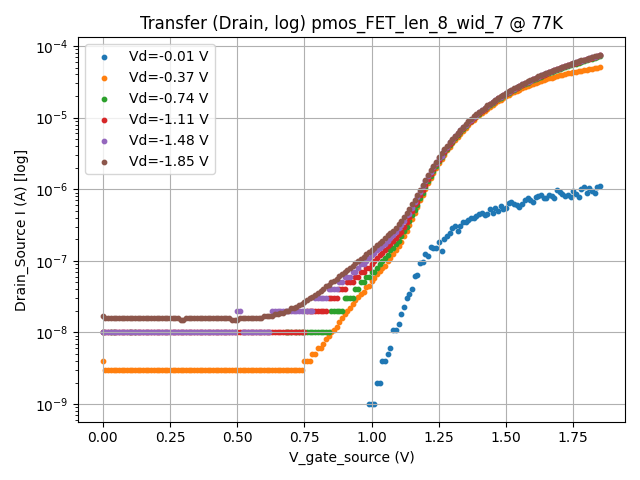 Transfer (Drain, log) pmos_FET_len_8_wid_7 @ 77K
Drain_Source I (A) [log]
10⁻⁴
10⁻⁵
10⁻⁶
10⁻⁷
10⁻⁸
10⁻⁹
Vd=-0.01 V
Vd=-0.37 V
Vd=-0.74 V
Vd=-1.11 V
Vd=-1.48 V
Vd=-1.85 V
0.00 0.25 0.50 0.75 1.00 1.25 1.50 1.75
V_gate_source (V)